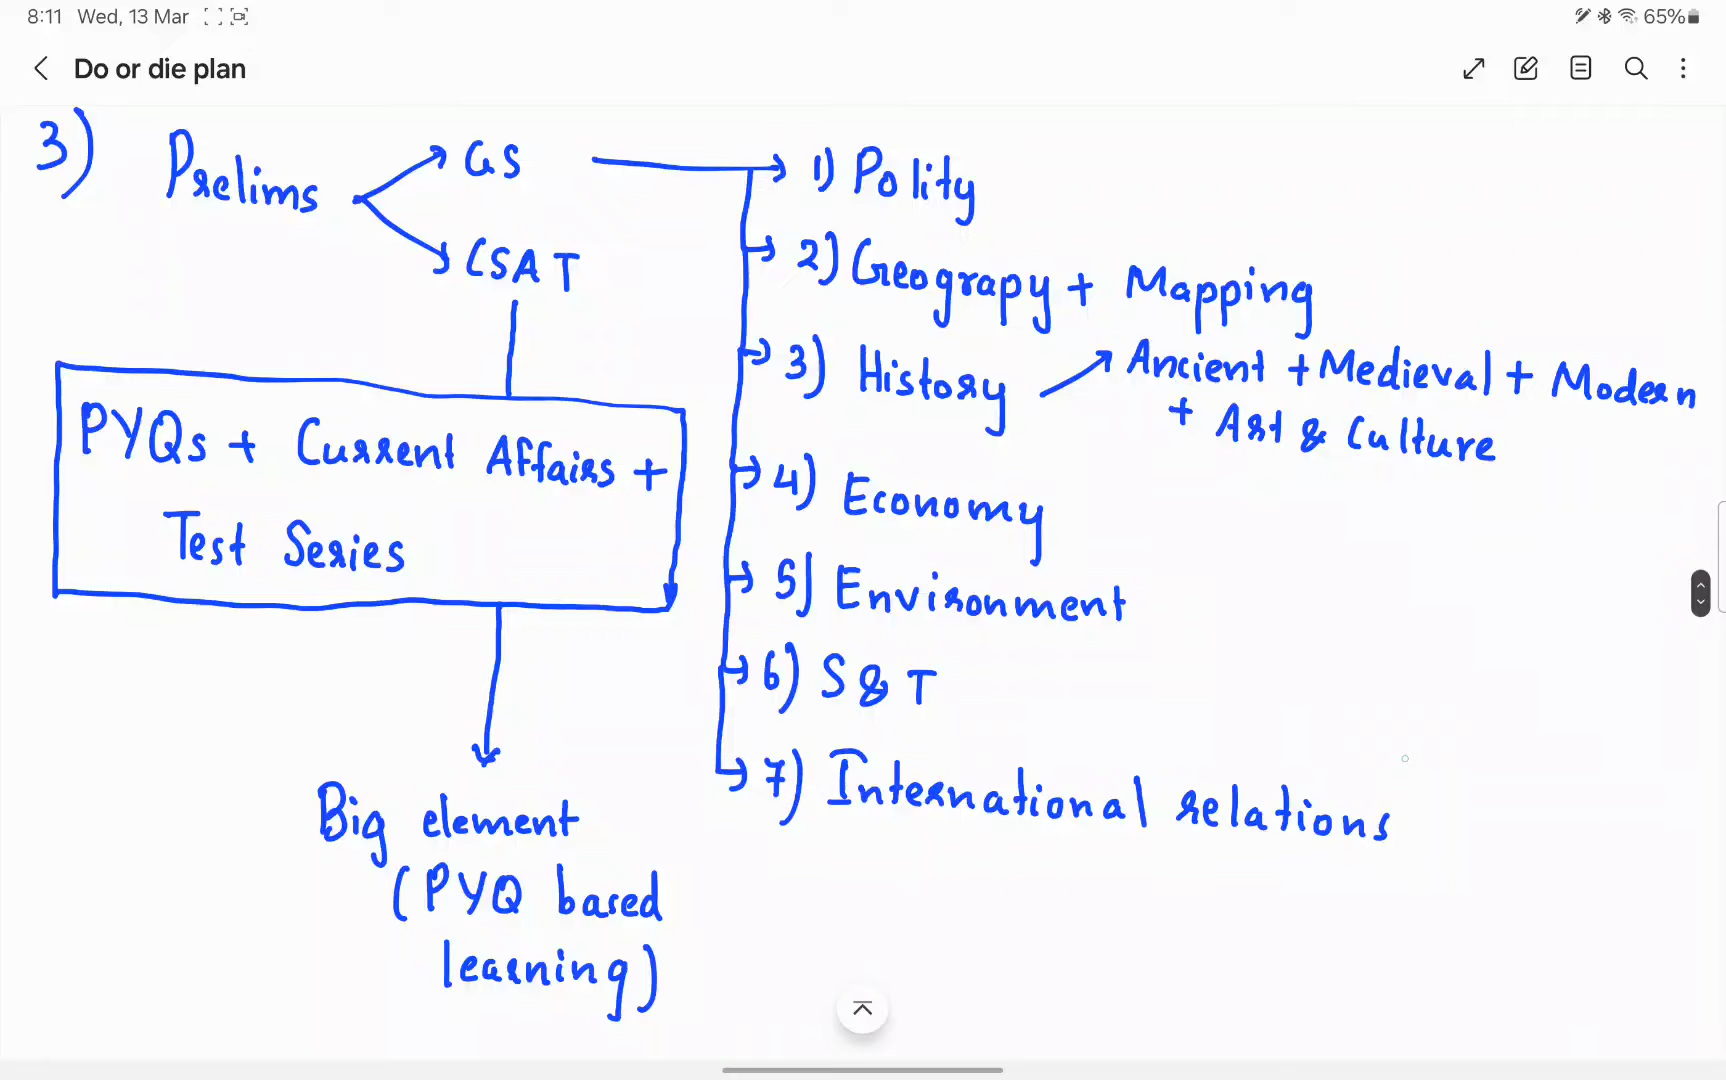 8:11 Wed, 13 Mar 65%
Do or die plan
3) Prelims
GS
CSAT
PYQs + Current Affairs +
Test Series
Big element
(PYQ based
learning)
1) Polity
2) Geograpy + Mapping
3) History
Ancient + Medieval + Modern
+ Art & Culture
4) Economy
5) Environment
6) S & T
7) International relations